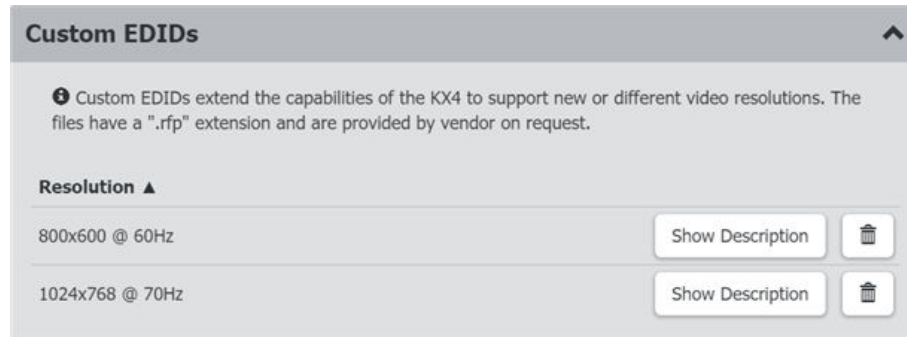 Custom EDIDs
Custom EDIDs extend the capabilities of the KX4 to support new or different video resolutions. The
files have a ".rfp" extension and are provided by vendor on request.
Resolution ▲
800x600 @ 60Hz Show Description
1024x768 @ 70Hz Show Description